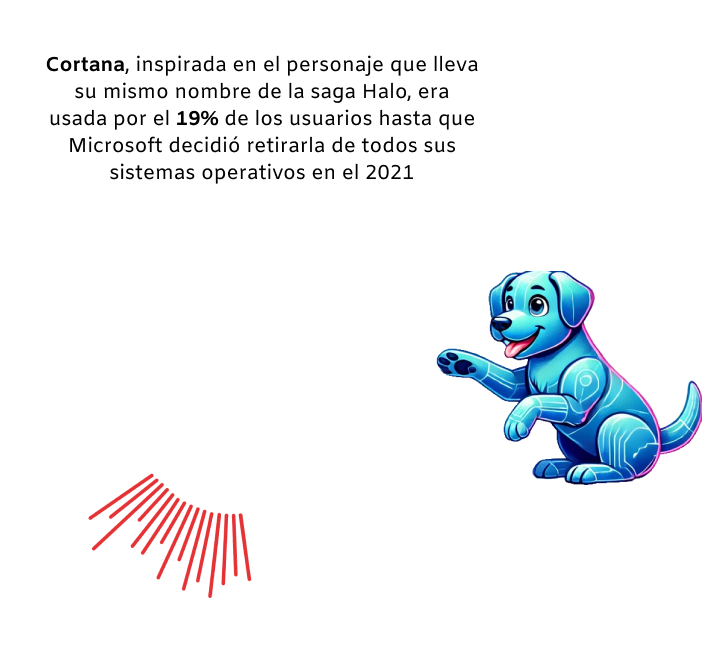 Cortana, inspirada en el personaje que lleva
su mismo nombre de la saga Halo, era
usada por el 19% de los usuarios hasta que
Microsoft decidió retirarla de todos sus
sistemas operativos en el 2021